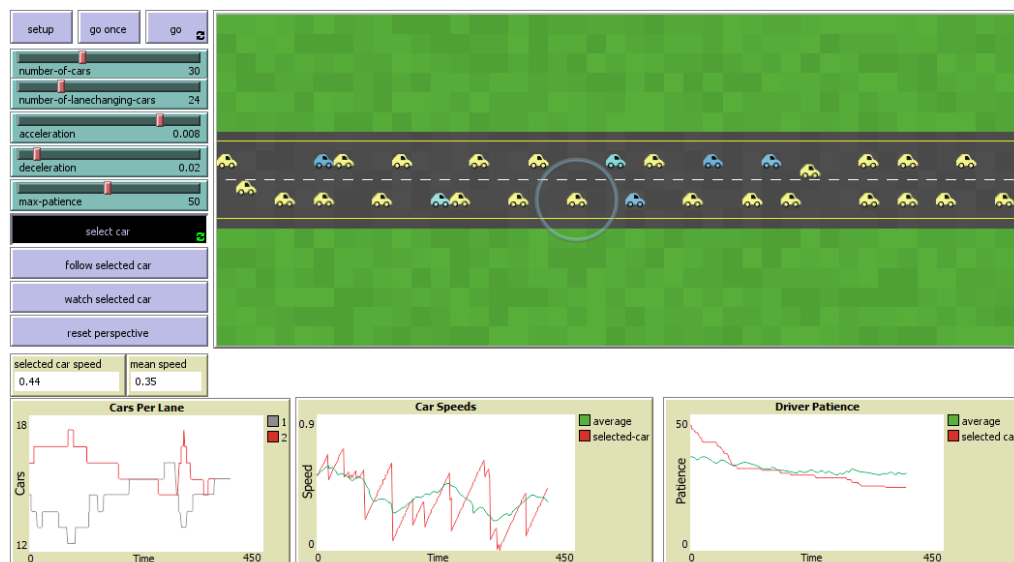 setup
go once
go
number-of-cars 30
number-of-lanechanging-cars 24
acceleration 0.008
deceleration 0.02
max-patience 50
select car
follow selected car
watch selected car
reset perspective
selected car speed
0.44
mean speed
0.35
Cars Per Lane
18
Cars
12
0
Time
450
1
2
Car Speeds
0.9
Speed
0
0
Time
450
average
selected-car
Driver Patience
50
Patience
0
0
Time
450
average
selected ca